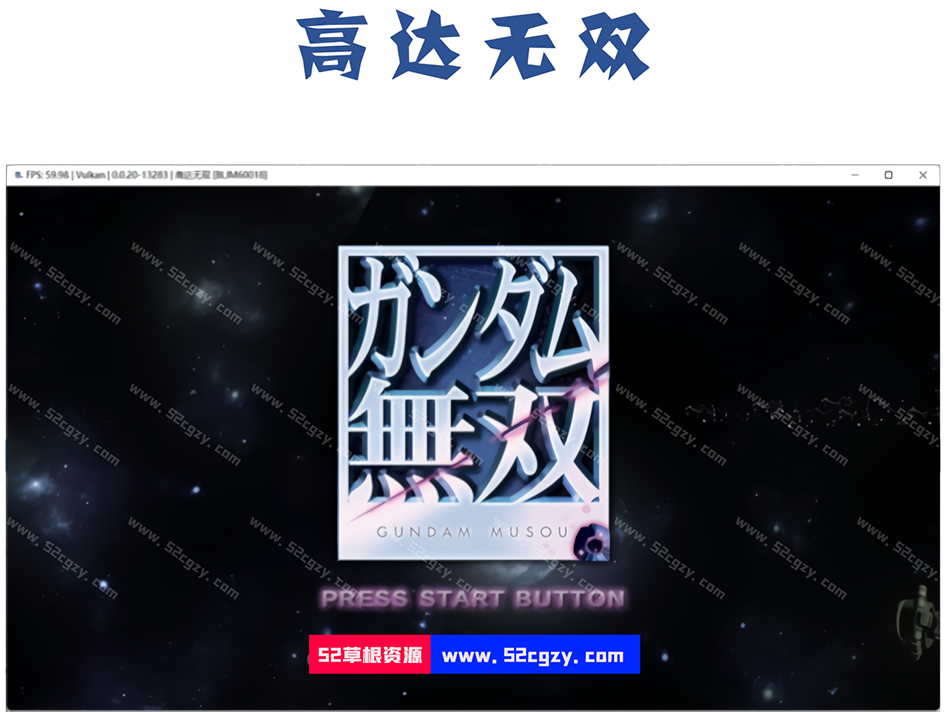 高达无双
FPS: 59.98 | Vulkan | 0.0.20-13283 | 高达无双 [BLJM60018]
ガンダム
無双
GUNDAM MUSOU
PRESS START BUTTON
52草根资源 www.52cgzy.com